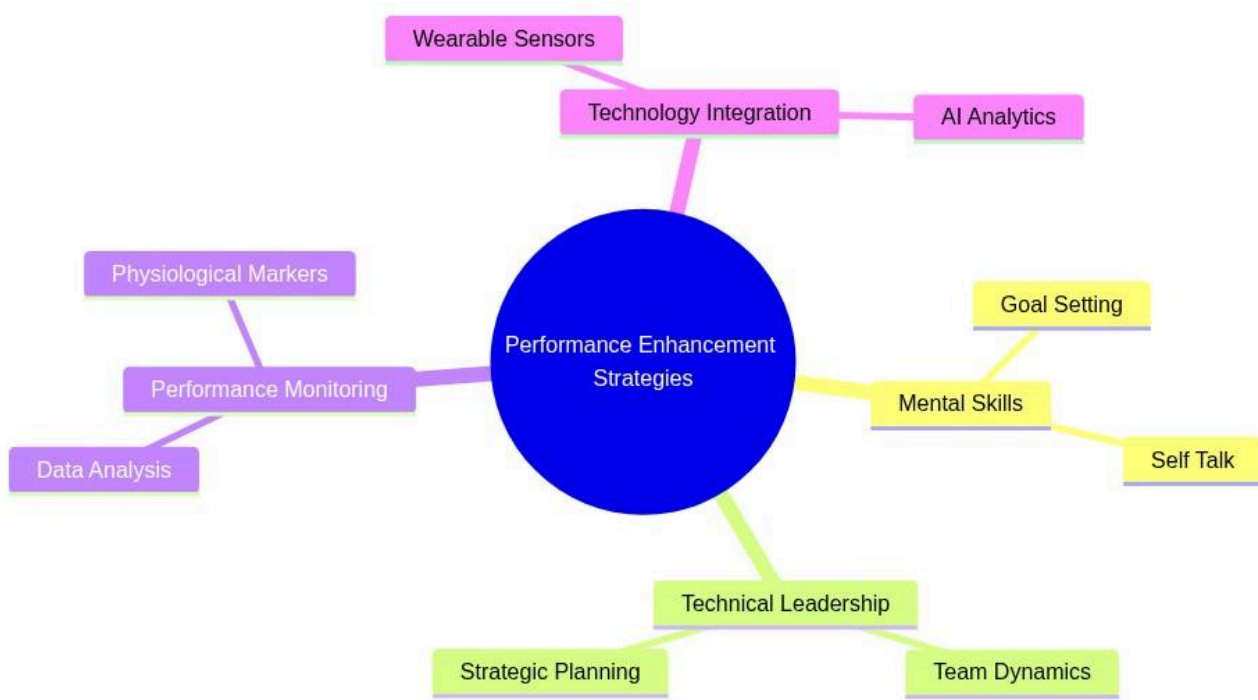 Wearable Sensors
Technology Integration
AI Analytics
Physiological Markers
Performance Monitoring
Data Analysis
Performance Enhancement
Strategies
Goal Setting
Mental Skills
Self Talk
Technical Leadership
Strategic Planning
Team Dynamics